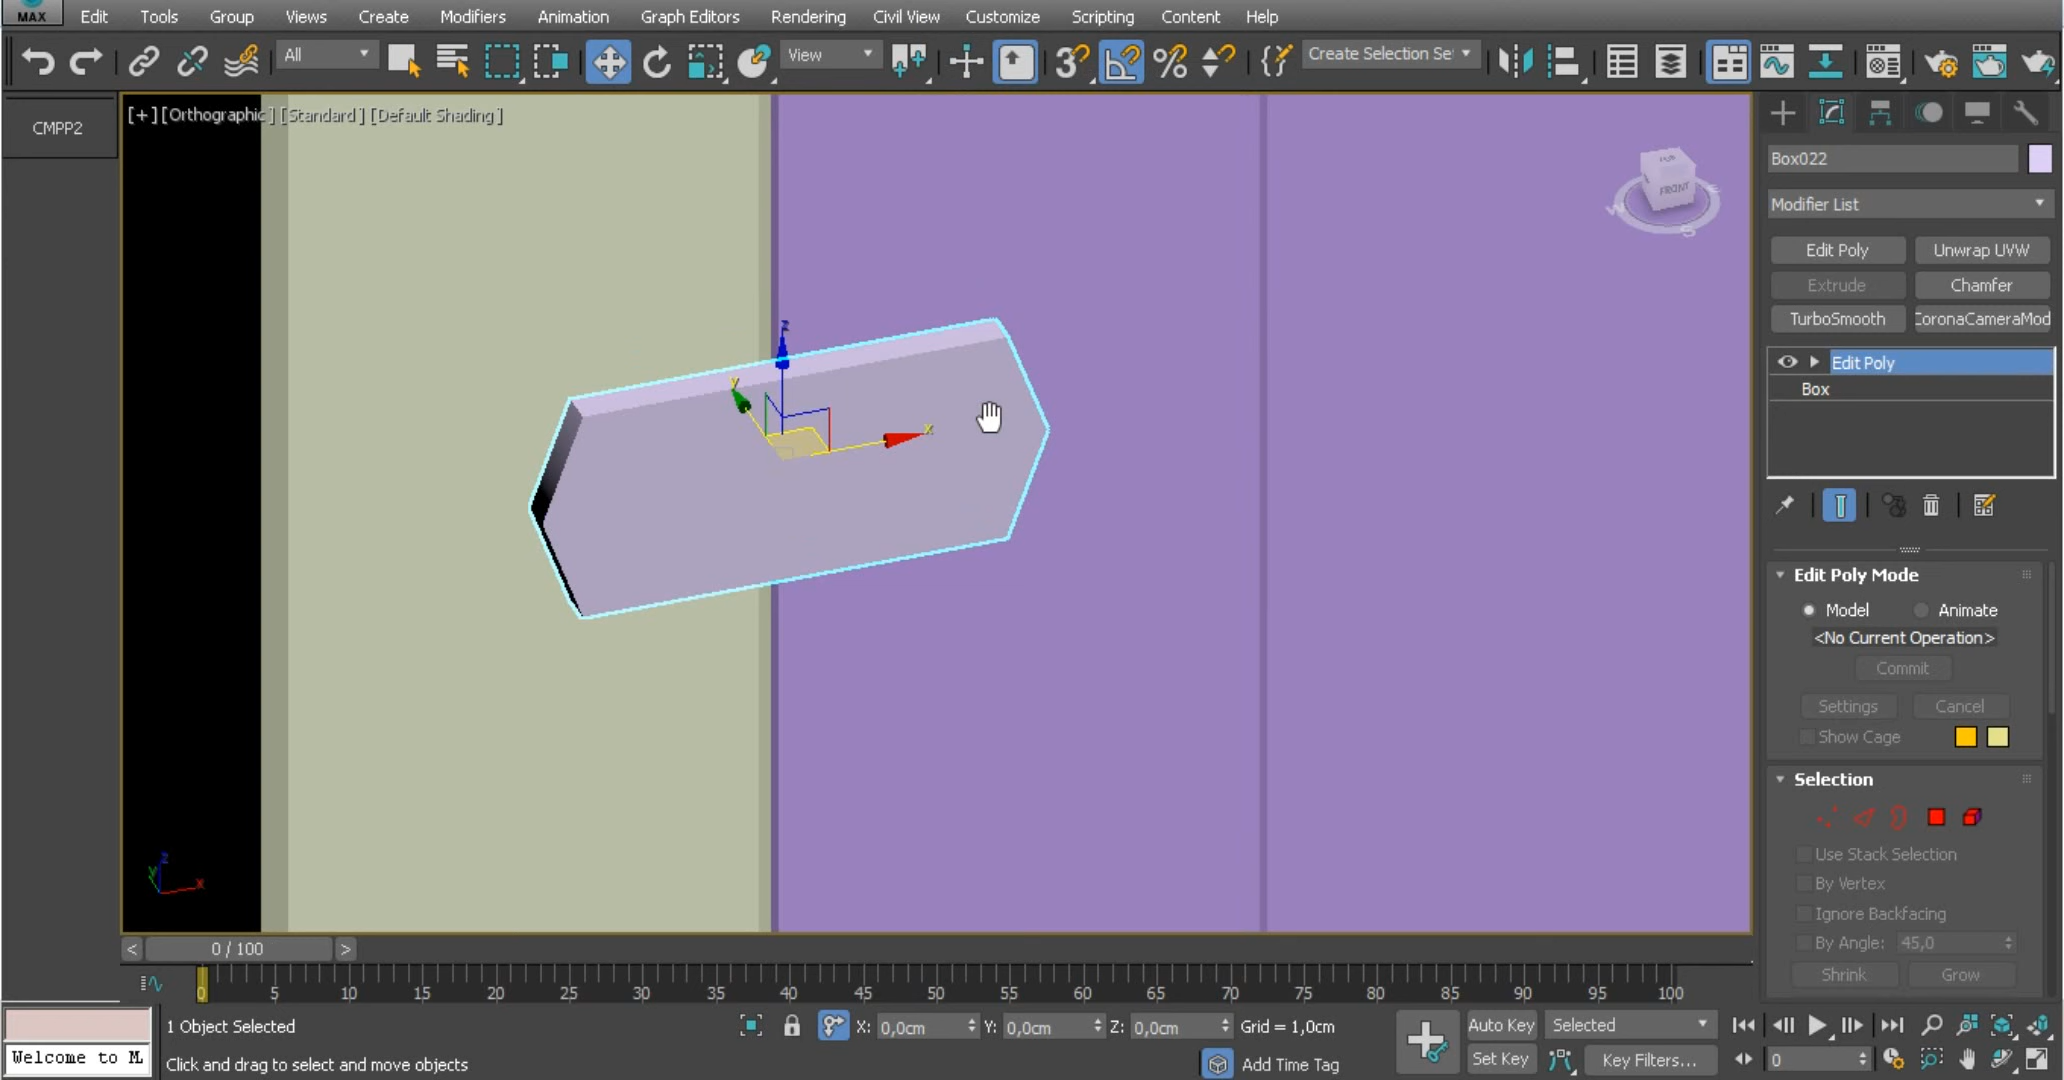 MAX Edit Tools Group Views Create Modifiers Animation Graph Editors Rendering Civil View Customize Scripting Content Help
All View 3 % Create Selection Se
CMPP2
[+] [Orthographic] [Standard] [Default Shading]
TOP
FRONT
W S
Box022
Modifier List
Edit Poly Unwrap UVW
Extrude Chamfer
TurboSmooth CoronaCameraMod
Edit Poly
Box
z
y
x
Edit Poly Mode
Model Animate
<No Current Operation>
Commit
Settings Cancel
Show Cage
Selection
Use Stack Selection
By Vertex
Ignore Backfacing
By Angle: 45,0
Shrink Grow
z
y
x
< 0 / 100 >
0 5 10 15 20 25 30 35 40 45 50 55 60 65 70 75 80 85 90 95 100
1 Object Selected X: 0,0cm Y: 0,0cm Z: 0,0cm Grid = 1,0cm Auto Key Selected
Welcome to M Click and drag to select and move objects Add Time Tag Set Key Key Filters... 0